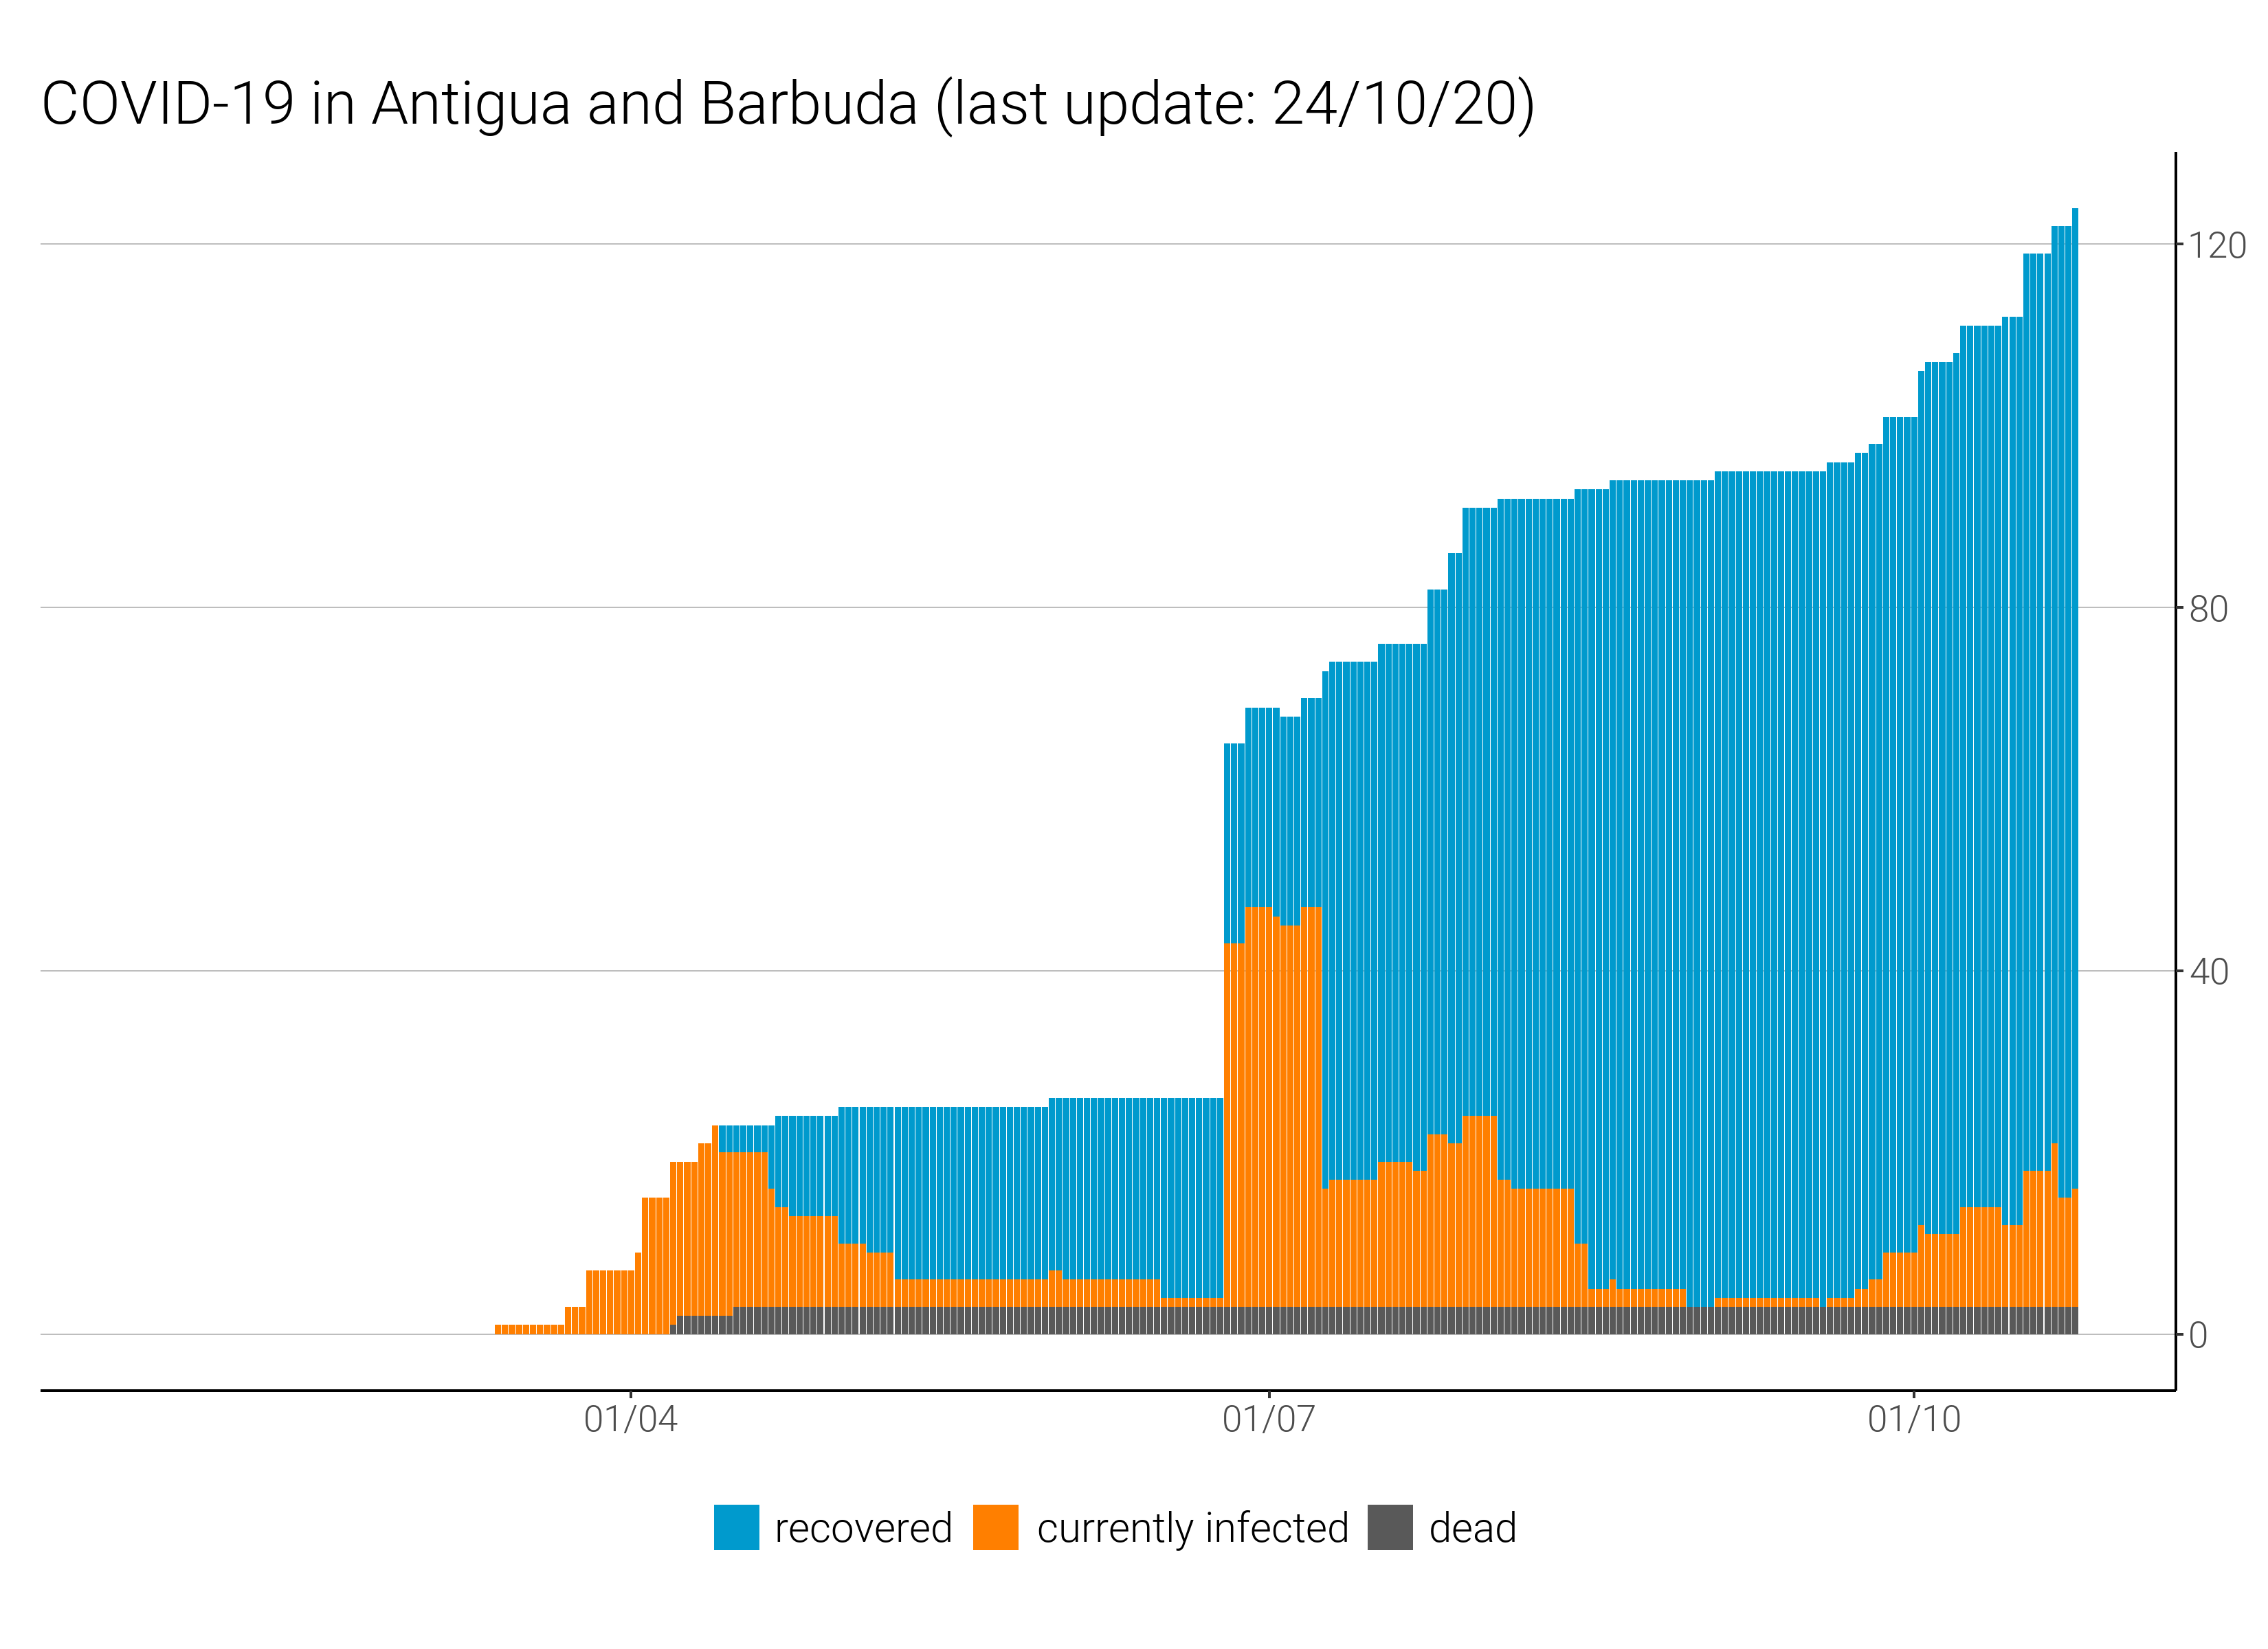 COVID-19 in Antigua and Barbuda (last update: 24/10/20)
120
80
40
0
01/04 01/07 01/10
recovered currently infected dead